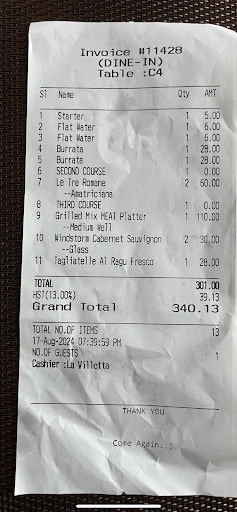 Invoice #11428
(DINE-IN)
Table :C4
S1 Name Qty AMT
1 Starter 1 5.00
2 Flat Water 1 6.00
3 Flat Water 1 6.00
4 Burrata 1 28.00
5 Burrata 1 28.00
6 SECOND COURSE 1 0.00
7 Le Tre Romane 2 60.00
--Amatriciana
8 THIRD COURSE 1 0.00
9 Grilled Mix MEAT Platter 1 110.00
--Medium Well
10 Windstorm Cabernet Sauvignon 2 30.00
--Glass
11 Tagliatelle Al Ragu Fresco 1 28.00
TOTAL 301.00
HST(13.00%) 39.13
Grand Total 340.13
TOTAL NO.OF ITEMS 13
17-Aug-2024 07:39:59 PM
NO.OF GUESTS 1
Cashier :La Villetta
THANK YOU
Come Again..!